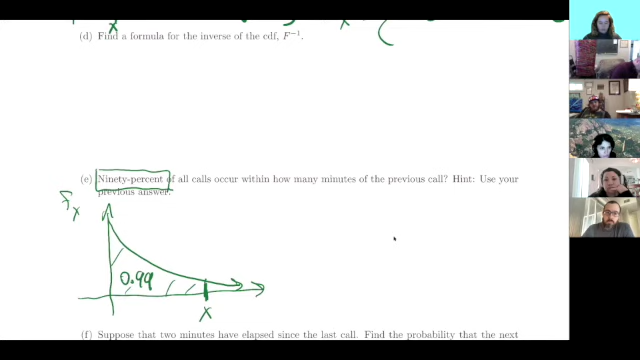 x
x
(d) Find a formula for the inverse of the cdf, F⁻¹.
(e) Ninety-percent of all calls occur within how many minutes of the previous call? Hint: Use your
previous answer.
fx
0.99
x
(f) Suppose that two minutes have elapsed since the last call. Find the probability that the next